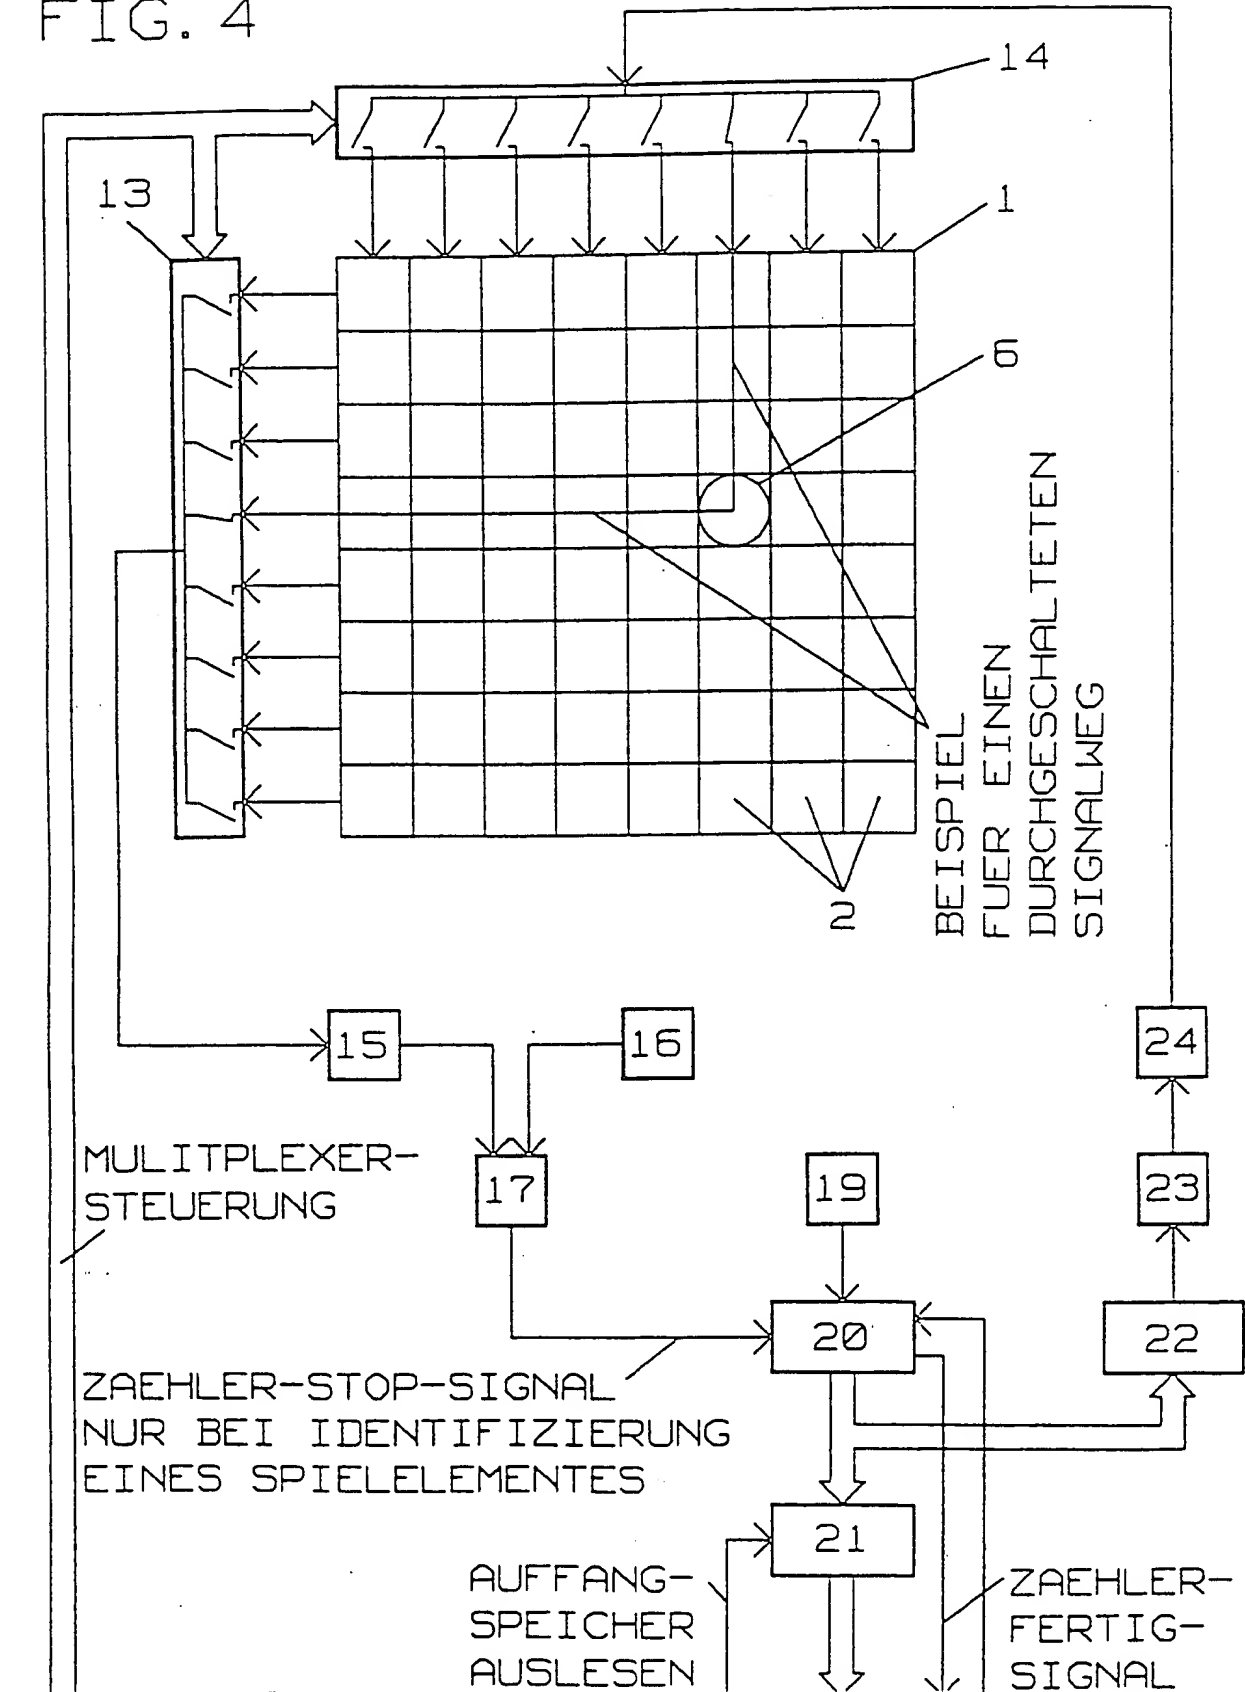 FIG. 4
14
13
1
6
BEISPIEL
FUER EINEN
DURCHGESCHALTETEN
SIGNALWEG
2
15
16
24
MULITPLEXER-
STEUERUNG
17
19
23
20
22
ZAEHLER-STOP-SIGNAL
NUR BEI IDENTIFIZIERUNG
EINES SPIELELEMENTES
21
AUFFANG-
SPEICHER
AUSLESEN
ZAEHLER-
FERTIG-
SIGNAL